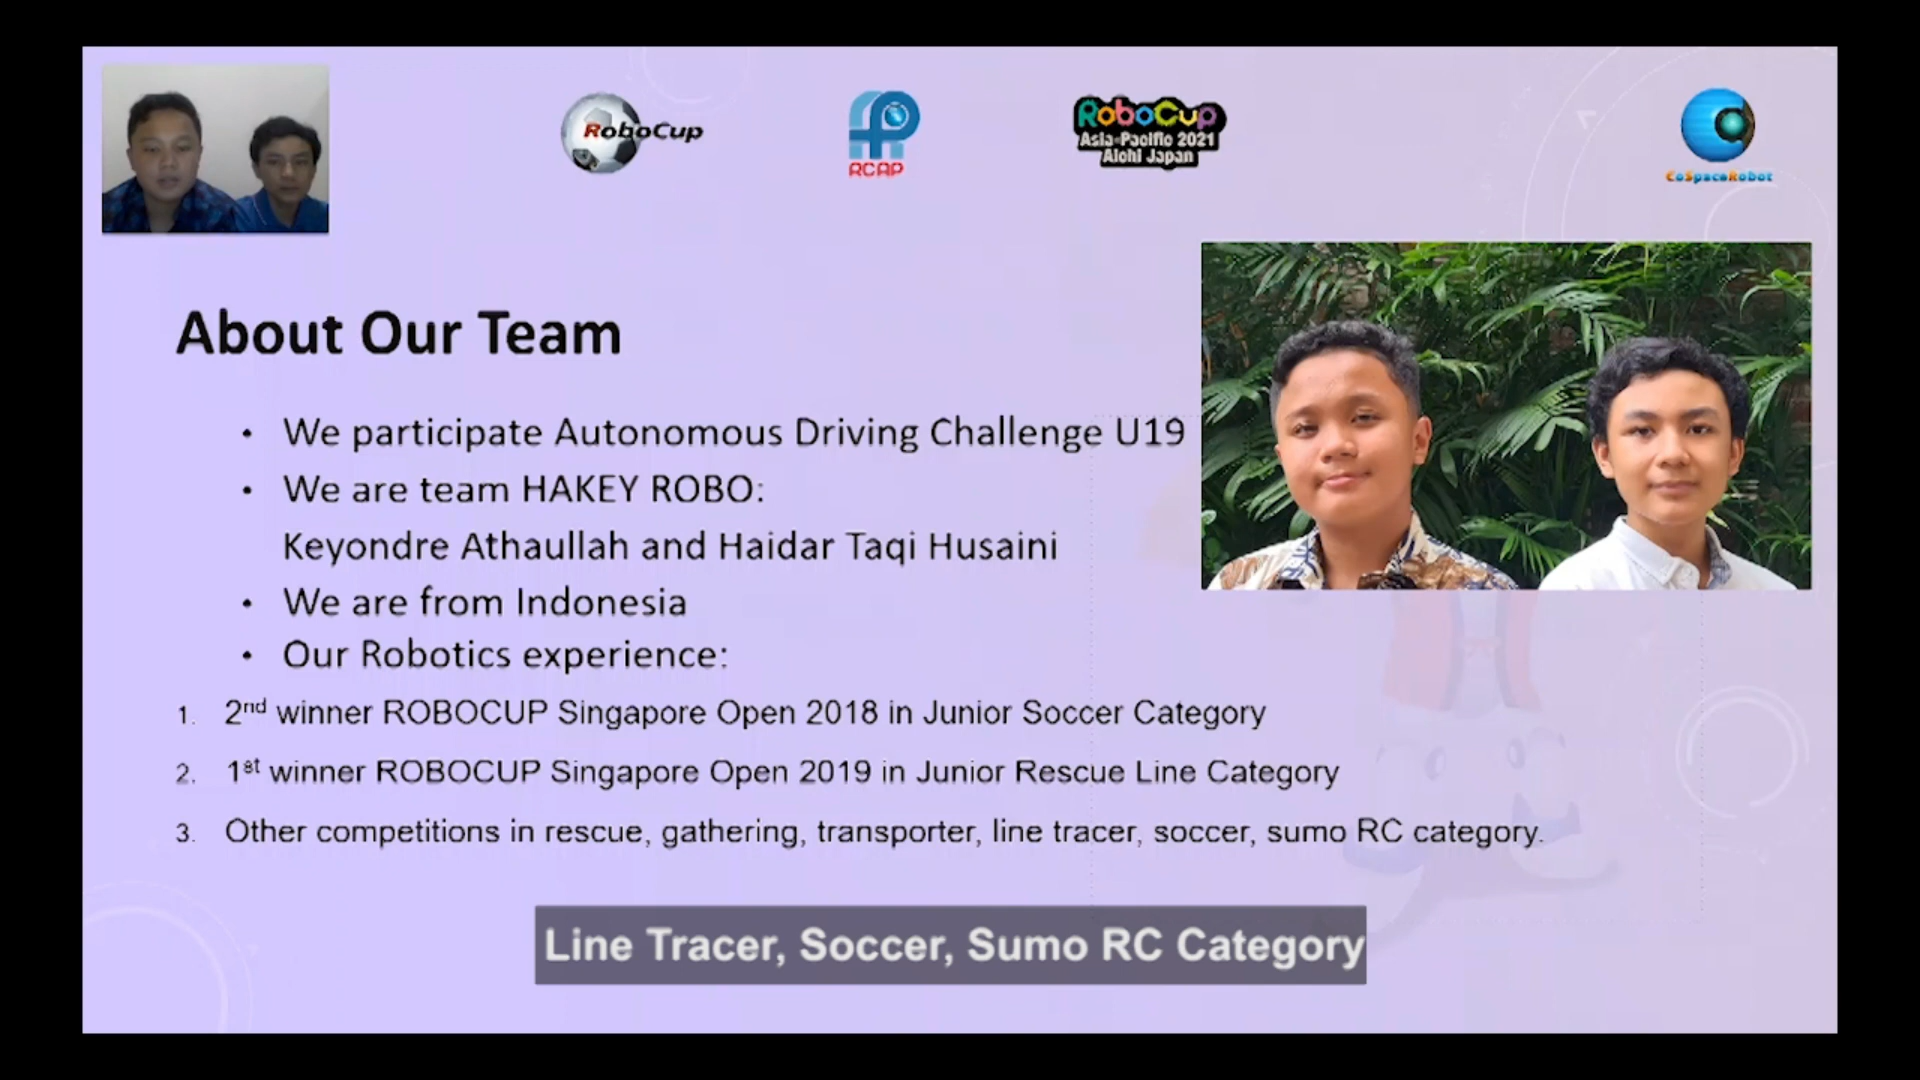 RoboCup
RCAP
RoboCup
Asia-Pacific 2021
Aichi Japan
CoSpaceRobot
About Our Team
• We participate Autonomous Driving Challenge U19
• We are team HAKEY ROBO:
Keyondre Athaullah and Haidar Taqi Husaini
• We are from Indonesia
• Our Robotics experience:
1. 2nd winner ROBOCUP Singapore Open 2018 in Junior Soccer Category
2. 1st winner ROBOCUP Singapore Open 2019 in Junior Rescue Line Category
3. Other competitions in rescue, gathering, transporter, line tracer, soccer, sumo RC category.
Line Tracer, Soccer, Sumo RC Category